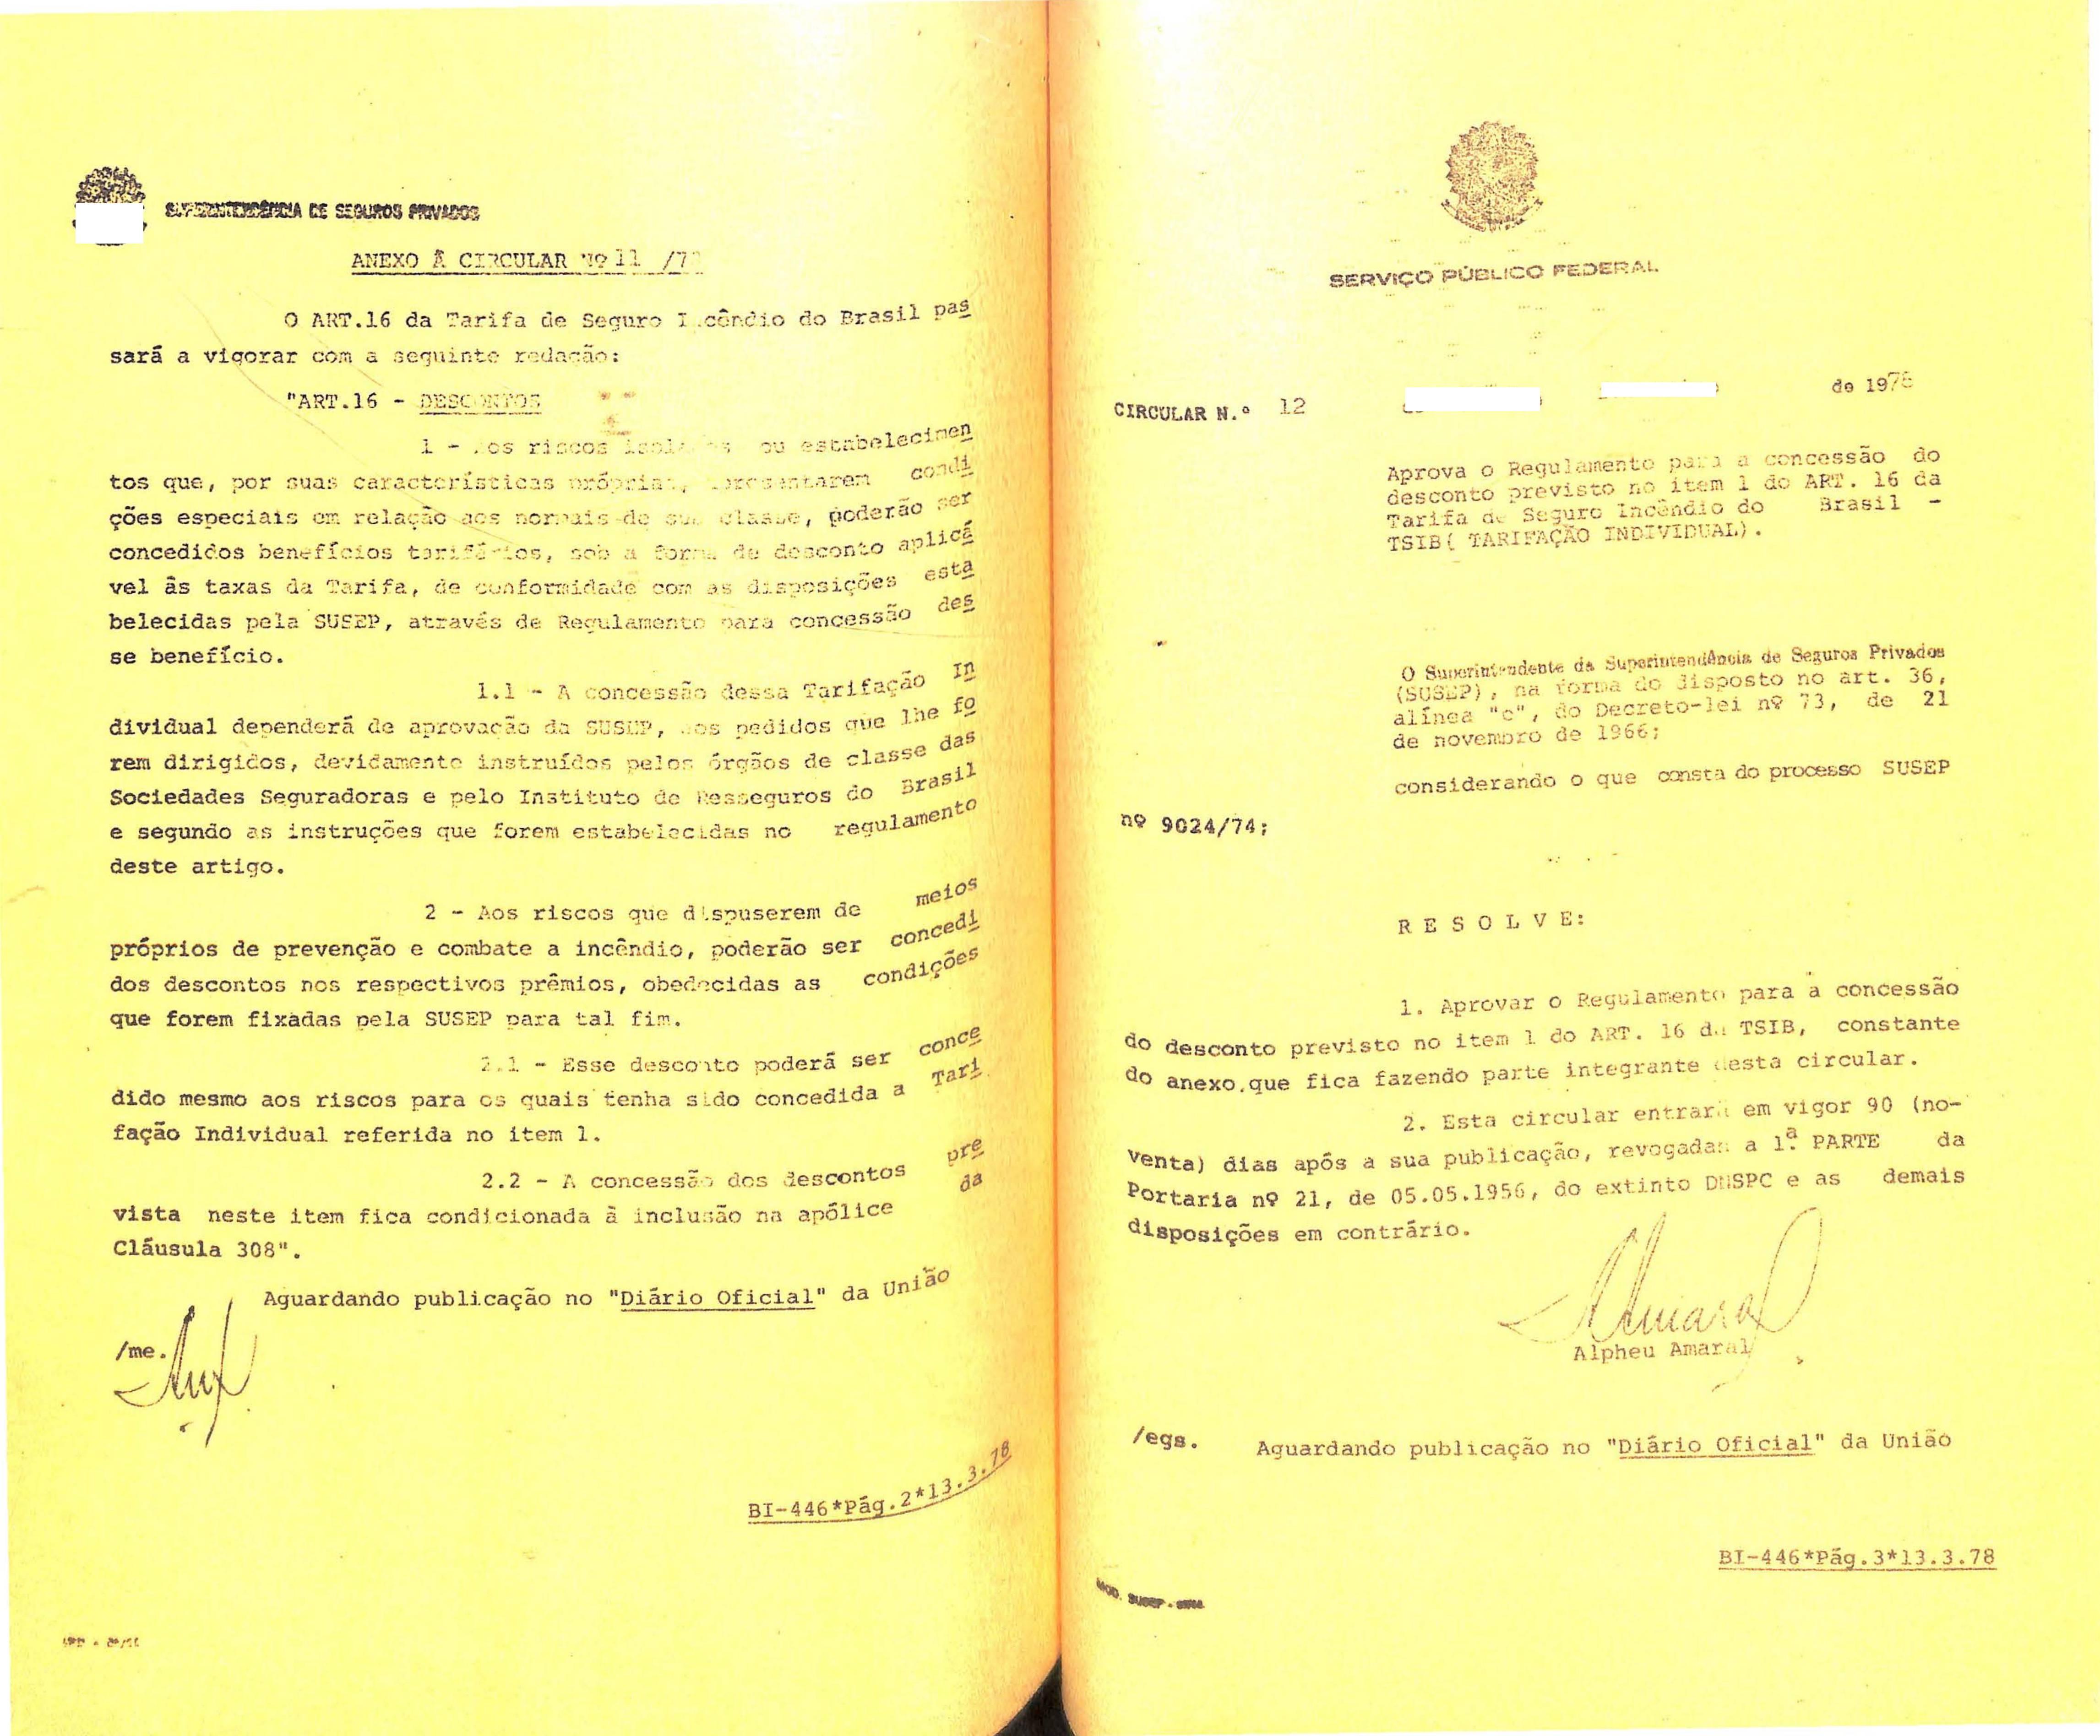 SUPERINTENDÊNCIA DE SEGUROS PRIVADOS
ANEXO À CIRCULAR Nº 11 /7
O ART.16 da Tarifa de Seguro Incêndio do Brasil pas
sará a vigorar com a seguinte redação:
"ART.16 - DESCONTOS
1 - Aos riscos isolados ou estabelecimen
tos que, por suas características próprias, apresentarem condi
ções especiais em relação aos normais de sua classe, poderão ser
concedidos benefícios tarifários, sob a forma de desconto aplicá
vel às taxas da Tarifa, de conformidade com as disposições esta
belecidas pela SUSEP, através de Regulamento para concessão des
se benefício.
1.1 - A concessão dessa Tarifação In
dividual dependerá de aprovação da SUSEP, aos pedidos que lhe fo
rem dirigidos, devidamente instruídos pelos órgãos de classe das
Sociedades Seguradoras e pelo Instituto de Resseguros do Brasil
e segundo as instruções que forem estabelecidas no regulamento
deste artigo.
2 - Aos riscos que dispuserem de meios
próprios de prevenção e combate a incêndio, poderão ser concedi
dos descontos nos respectivos prêmios, obedecidas as condições
que forem fixadas pela SUSEP para tal fim.
2.1 - Esse desconto poderá ser conce
dido mesmo aos riscos para os quais tenha sido concedida a Tari
fação Individual referida no item 1.
2.2 - A concessão dos descontos pre
vista neste item fica condicionada à inclusão na apólice da
Cláusula 308".
Aguardando publicação no "Diário Oficial" da União
/me.
BI-446*Pág.2*13.3.78
SERVIÇO PÚBLICO FEDERAL
CIRCULAR N.º 12 de 1978
Aprova o Regulamento para a concessão do
desconto previsto no item 1 do ART. 16 da
Tarifa de Seguro Incêndio do Brasil -
TSIB( TARIFAÇÃO INDIVIDUAL).
O Superintendente da Superintendência de Seguros Privados
(SUSEP), na forma do disposto no art. 36,
alínea "c", do Decreto-lei nº 73, de 21
de novembro de 1966;
considerando o que consta do processo SUSEP
nº 9024/74;
R E S O L V E:
1. Aprovar o Regulamento para a concessão
do desconto previsto no item 1 do ART. 16 da TSIB, constante
do anexo,que fica fazendo parte integrante desta circular.
2. Esta circular entrará em vigor 90 (no-
venta) dias após a sua publicação, revogadas a 1ª PARTE da
Portaria nº 21, de 05.05.1956, do extinto DNSPC e as demais
disposições em contrário.
Amaral
Alpheu Amaral
/egs. Aguardando publicação no "Diário Oficial" da União
BI-446*Pág.3*13.3.78
MOD. SUSEP -